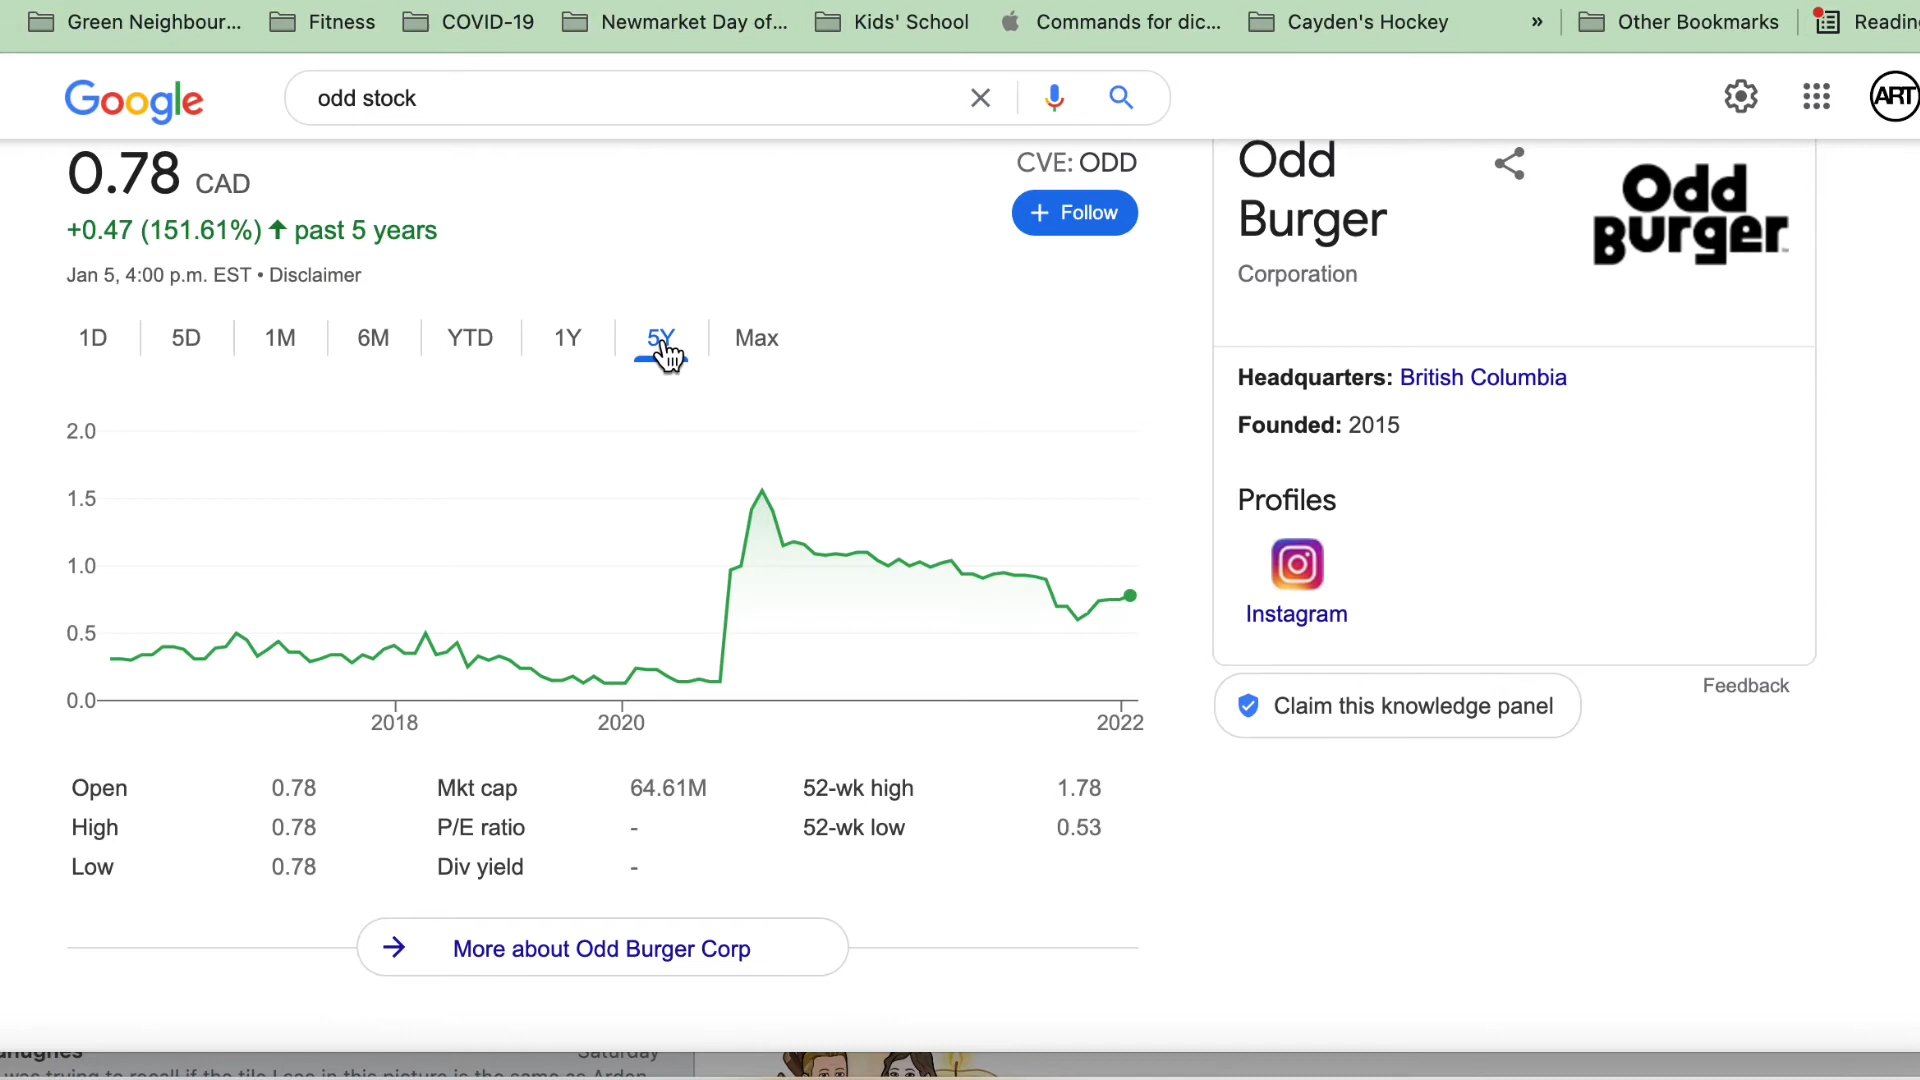 Green Neighbour... Fitness COVID-19 Newmarket Day of... Kids' School Commands for dic... Cayden's Hockey » Other Bookmarks
Google odd stock ART
0.78 CAD
+0.47 (151.61%) ↑ past 5 years
Jan 5, 4:00 p.m. EST • Disclaimer
CVE: ODD
+ Follow
1D 5D 1M 6M YTD 1Y 5Y Max
2.0
1.5
1.0
0.5
0.0
2018 2020 2022
Open 0.78 Mkt cap 64.61M 52-wk high 1.78
High 0.78 P/E ratio - 52-wk low 0.53
Low 0.78 Div yield -
More about Odd Burger Corp
Odd
Burger
Corporation
Odd
BURGER™
Headquarters: British Columbia
Founded: 2015
Profiles
Instagram
Feedback
Claim this knowledge panel
Saturday